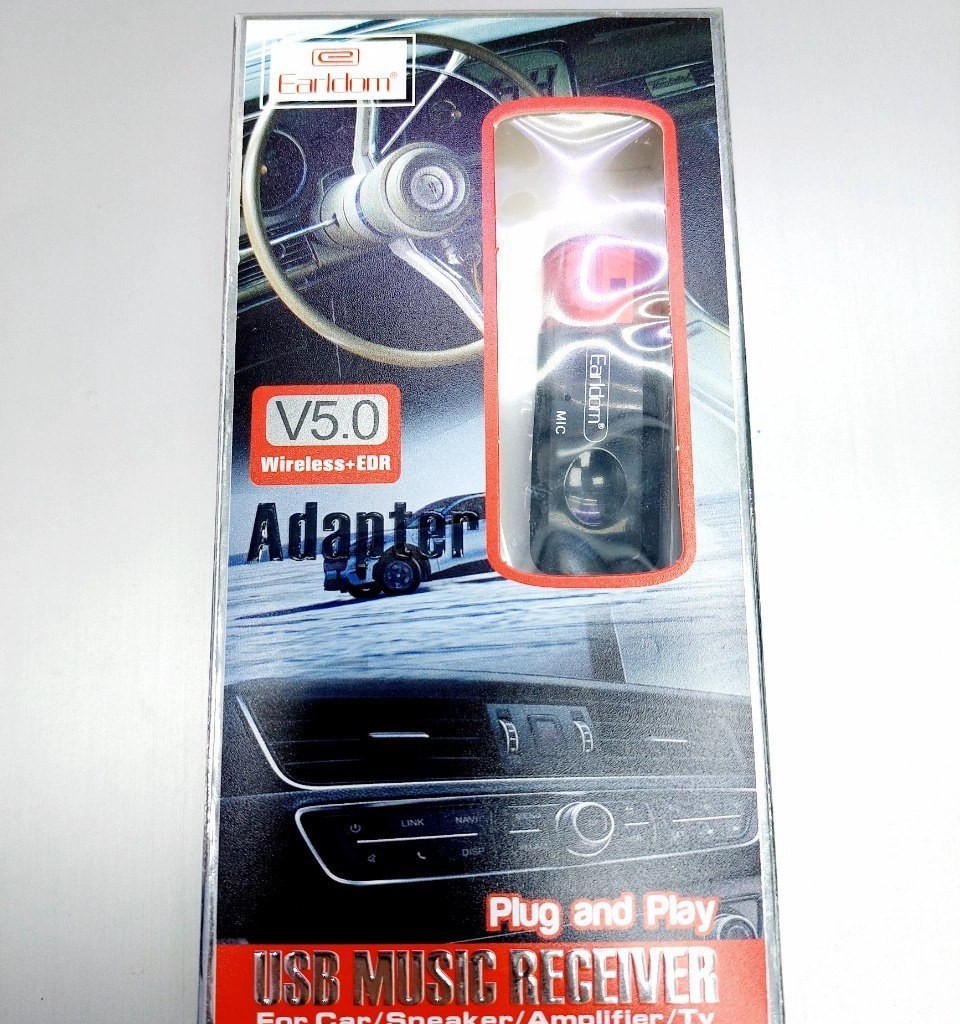 e
Earldom®
Earldom®
MIC
V5.0
Wireless+EDR
Adapter
LINK
NAVI
MENU
DISP
Plug and Play
USB MUSIC RECEIVER
For Car/Speaker/Amplifier/Tv